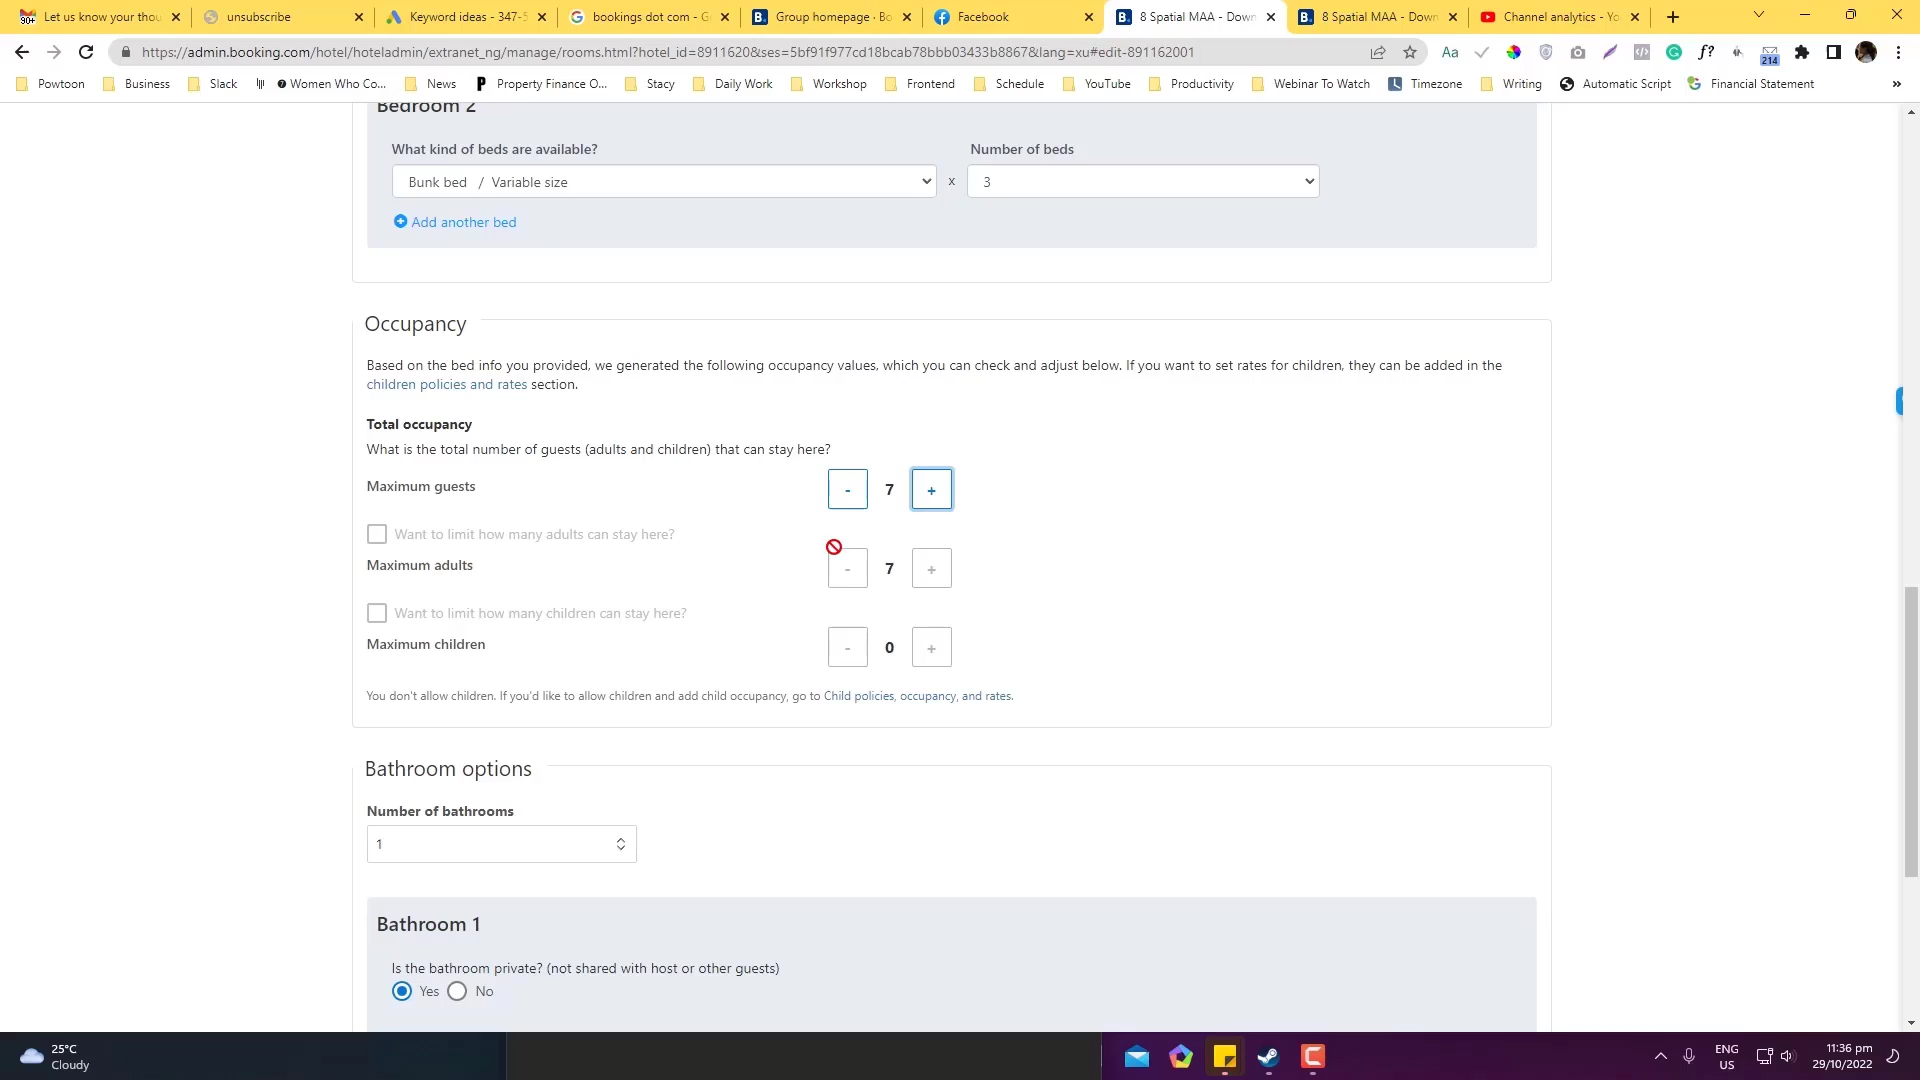 Let us know your thou
unsubscribe
Keyword ideas - 347-5
bookings dot com - G
Group homepage · Bo
Facebook
8 Spatial MAA - Down
8 Spatial MAA - Down
Channel analytics - Yo
https://admin.booking.com/hotel/hoteladmin/extranet_ng/manage/rooms.html?hotel_id=8911620&ses=5bf91f977cd18bcab78bbb03433b8867&lang=xu#edit-891162001
Aa
f?
214
Powtoon
Business
Slack
Women Who Co...
News
Property Finance O...
Stacy
Daily Work
Workshop
Frontend
Schedule
YouTube
Productivity
Webinar To Watch
Timezone
Writing
Automatic Script
Financial Statement
»
Bedroom 2
What kind of beds are available?
Number of beds
Bunk bed / Variable size
x
3
Add another bed
Occupancy
Based on the bed info you provided, we generated the following occupancy values, which you can check and adjust below. If you want to set rates for children, they can be added in the
children policies and rates section.
Total occupancy
What is the total number of guests (adults and children) that can stay here?
Maximum guests
- 7 +
Want to limit how many adults can stay here?
Maximum adults
- 7 +
Want to limit how many children can stay here?
Maximum children
- 0 +
You don't allow children. If you'd like to allow children and add child occupancy, go to Child policies, occupancy, and rates.
Bathroom options
Number of bathrooms
1
Bathroom 1
Is the bathroom private? (not shared with host or other guests)
Yes No
25°C
Cloudy
ENG
US
11:36 pm
29/10/2022